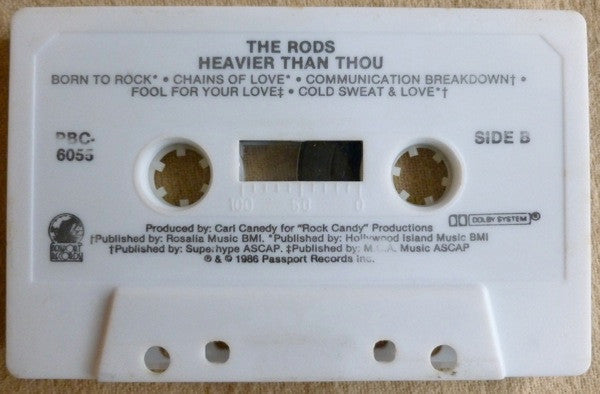 THE RODS
HEAVIER THAN THOU
BORN TO ROCK* • CHAINS OF LOVE* • COMMUNICATION BREAKDOWN† •
FOOL FOR YOUR LOVE‡ • COLD SWEAT & LOVE*†
PBC-
6055
SIDE B
100 50 0
DOLBY SYSTEM ®
PASSPORT
RECORDS
Produced by: Carl Canedy for "Rock Candy" Productions
†Published by: Rosalia Music BMI. *Published by: Hollywood Island Music BMI
†Published by: Superhype ASCAP. ‡Published by: M.C.A. Music ASCAP
℗ & © 1986 Passport Records Inc.